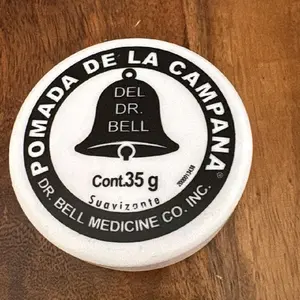 POMADA DE LA CAMPANA®
DEL
DR.
BELL
Cont.35 g
Suavizante
DR. BELL MEDICINE CO. INC.